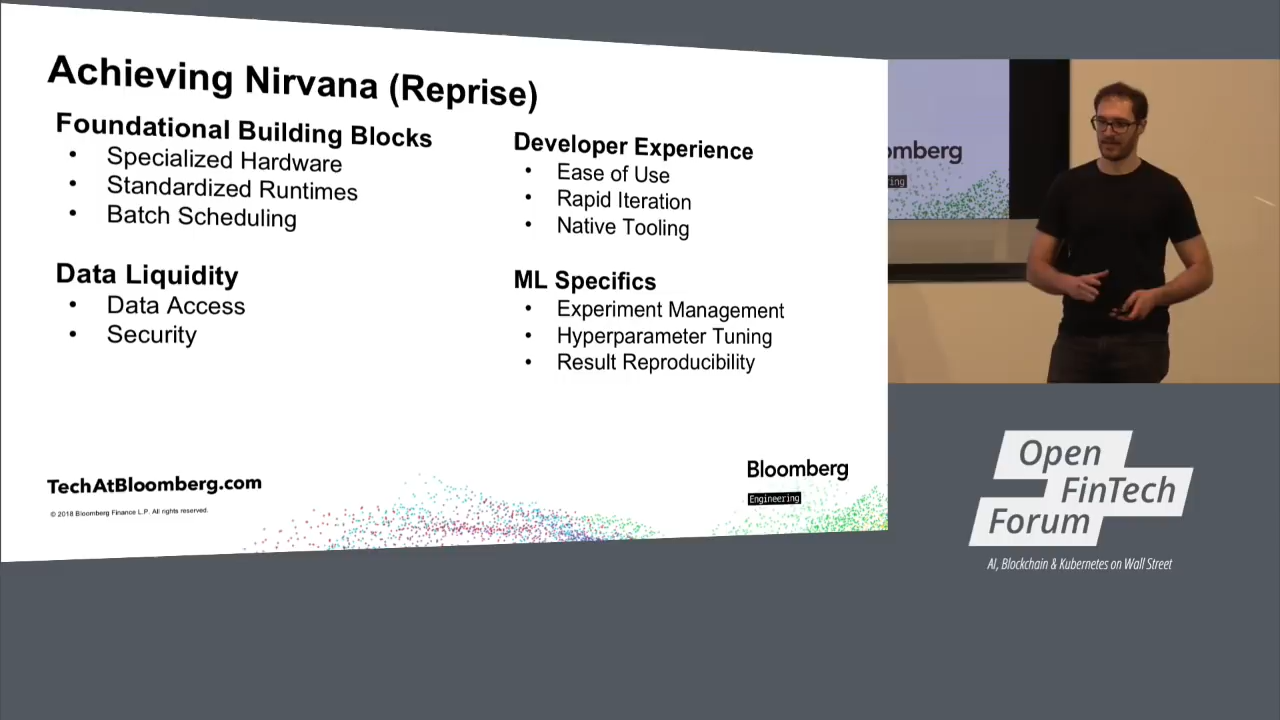 Achieving Nirvana (Reprise)
Foundational Building Blocks
• Specialized Hardware
• Standardized Runtimes
• Batch Scheduling
Data Liquidity
• Data Access
• Security
Developer Experience
• Ease of Use
• Rapid Iteration
• Native Tooling
ML Specifics
• Experiment Management
• Hyperparameter Tuning
• Result Reproducibility
TechAtBloomberg.com
© 2018 Bloomberg Finance L.P. All rights reserved.
Bloomberg
Engineering
omberg
ring
Open
FinTech
Forum
AI, Blockchain & Kubernetes on Wall Street